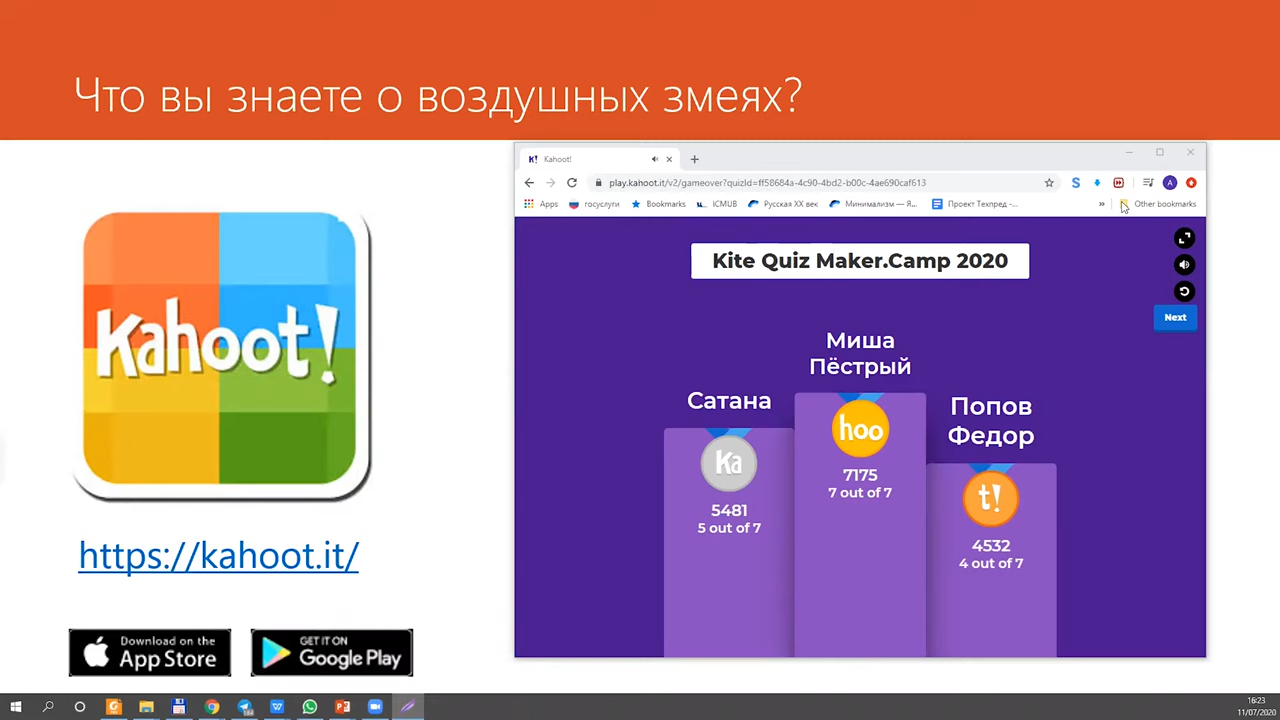 Что вы знаете о воздушных змеях?
Kahoot!
https://kahoot.it/
Download on the
App Store
GET IT ON
Google Play
K! Kahoot!
play.kahoot.it/v2/gameover?quizId=ff58684a-4c90-4bd2-b00c-4ae690caf613
S
A
Apps
госуслуги
Bookmarks
ICMUB
Русская XX век
Минимализм — Я...
Проект Техпред -...
»
Other bookmarks
Kite Quiz Maker.Camp 2020
Next
Миша
Пёстрый
hoo
7175
7 out of 7
Сатана
Ka
5481
5 out of 7
Попов
Федор
t!
4532
4 out of 7
16:23
11/07/2020